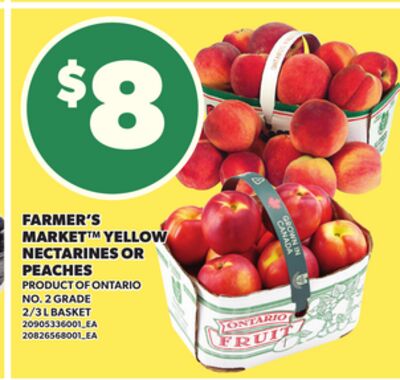 $8
FARMER'S
MARKET™ YELLOW
NECTARINES OR
PEACHES
PRODUCT OF ONTARIO
NO. 2 GRADE
2/3 L BASKET
20905336001_EA
20826568001_EA
GROWN IN
CANADA
ONTARIO
FRUIT